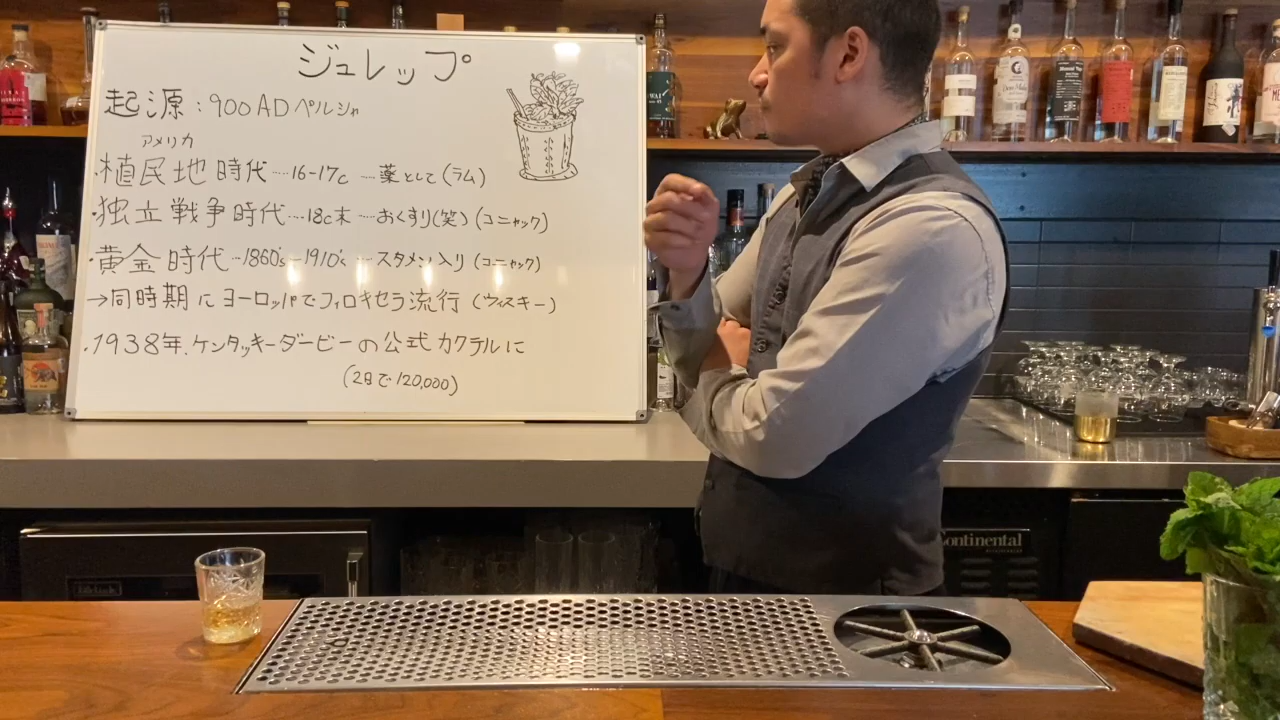 ジュレップ
起源：900AD ペルシャ
アメリカ
・植民地時代……16-17c……薬として(ラム)
・独立戦争時代……18c末……おくすり(笑)(コニャック)
・黄金時代…1860's-1910's…スタメン入り(コニャック)
→同時期にヨーロッパでフィロキセラ流行(ウィスキー)
・1938年、ケンタッキーダービーの公式カクテルに
(2日で120,000)
Continental